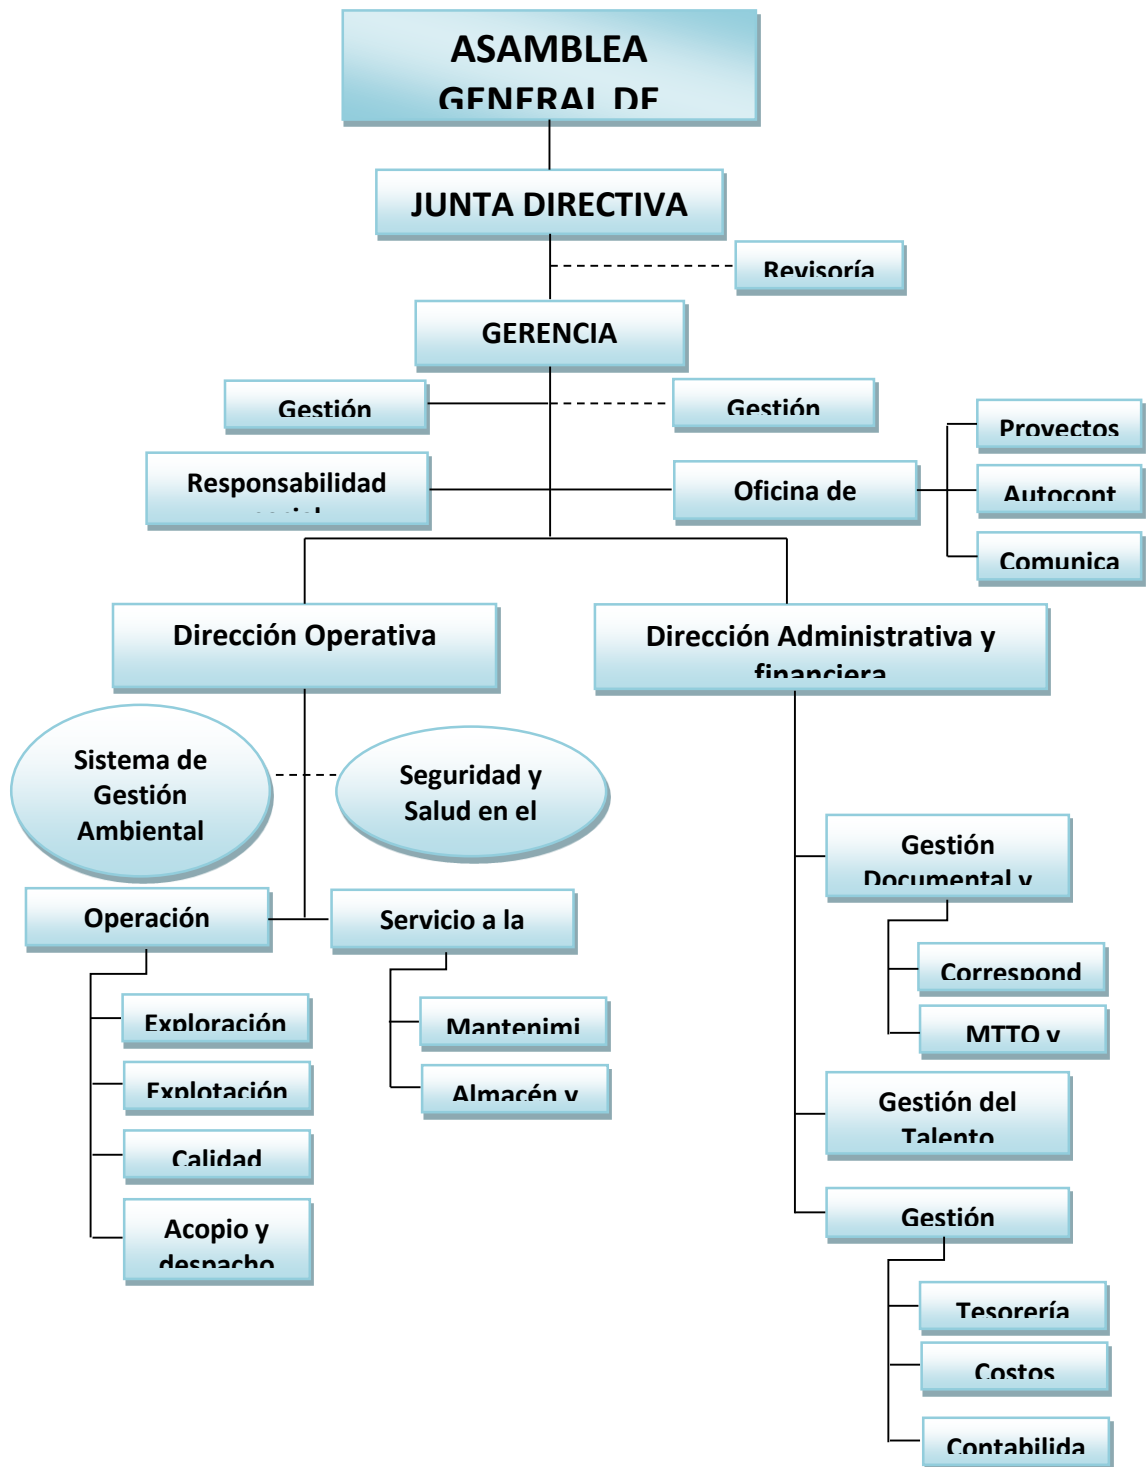 ASAMBLEA
GENERAL DE
JUNTA DIRECTIVA
Revisoría
GERENCIA
Gestión
Gestión
Proyectos
Responsabilidad
social
Oficina de
Autocont
Comunica
Dirección Operativa
Dirección Administrativa y
financiera
Sistema de
Gestión
Ambiental
Seguridad y
Salud en el
Gestión
Documental y
Operación
Servicio a la
Correspond
Exploración
Mantenimi
MTTO y
Explotación
Almacén y
Gestión del
Talento
Calidad
Acopio y
despacho
Gestión
Tesorería
Costos
Contabilida